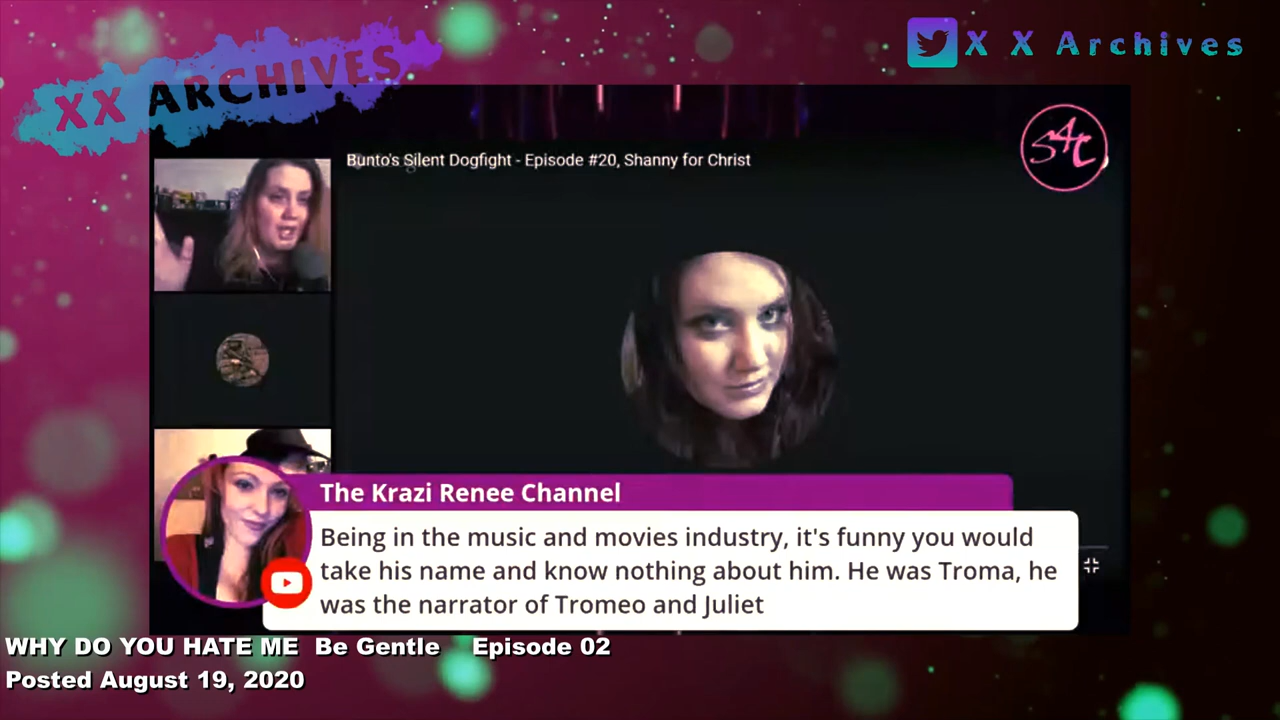 XX ARCHIVES
X X Archives
S4C
Bunto's Silent Dogfight - Episode #20, Shanny for Christ
The Krazi Renee Channel
Being in the music and movies industry, it's funny you would
take his name and know nothing about him. He was Troma, he
was the narrator of Tromeo and Juliet
WHY DO YOU HATE ME  Be Gentle    Episode 02
Posted August 19, 2020